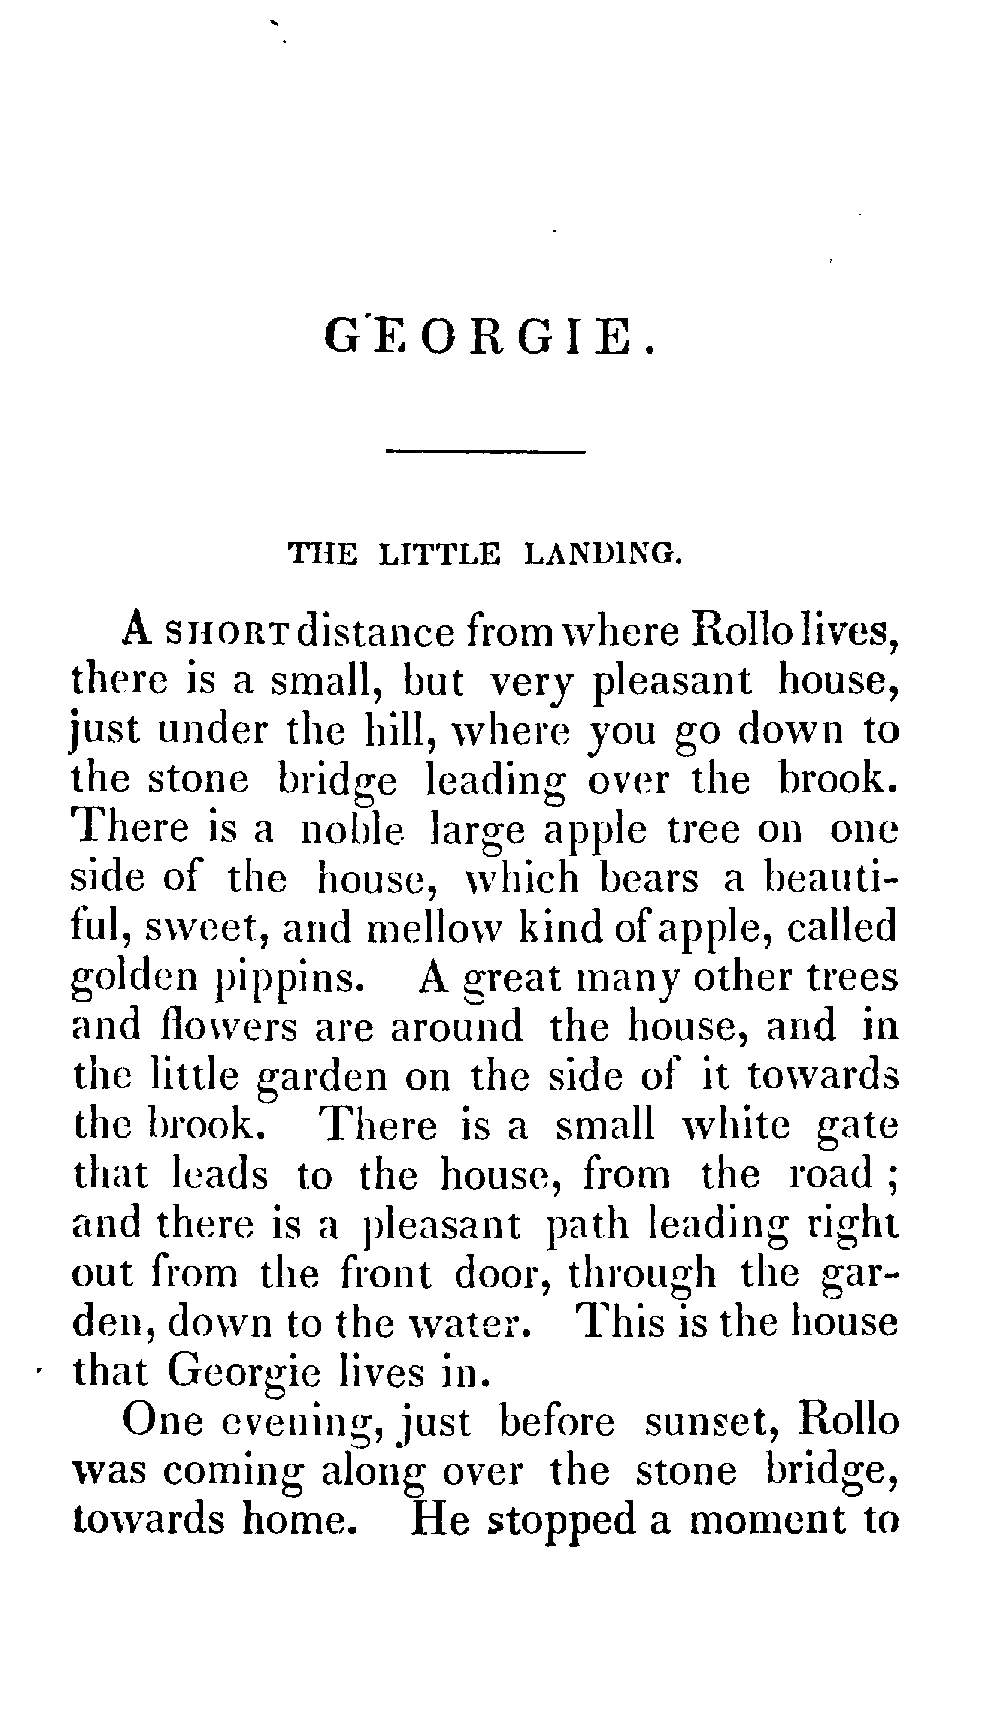 GEORGIE.
THE LITTLE LANDING.
A SHORT distance from where Rollo lives,
there is a small, but very pleasant house,
just under the hill, where you go down to
the stone bridge leading over the brook.
There is a noble large apple tree on one
side of the house, which bears a beauti-
ful, sweet, and mellow kind of apple, called
golden pippins. A great many other trees
and flowers are around the house, and in
the little garden on the side of it towards
the brook. There is a small white gate
that leads to the house, from the road ;
and there is a pleasant path leading right
out from the front door, through the gar-
den, down to the water. This is the house
that Georgie lives in.
One evening, just before sunset, Rollo
was coming along over the stone bridge,
towards home. He stopped a moment to